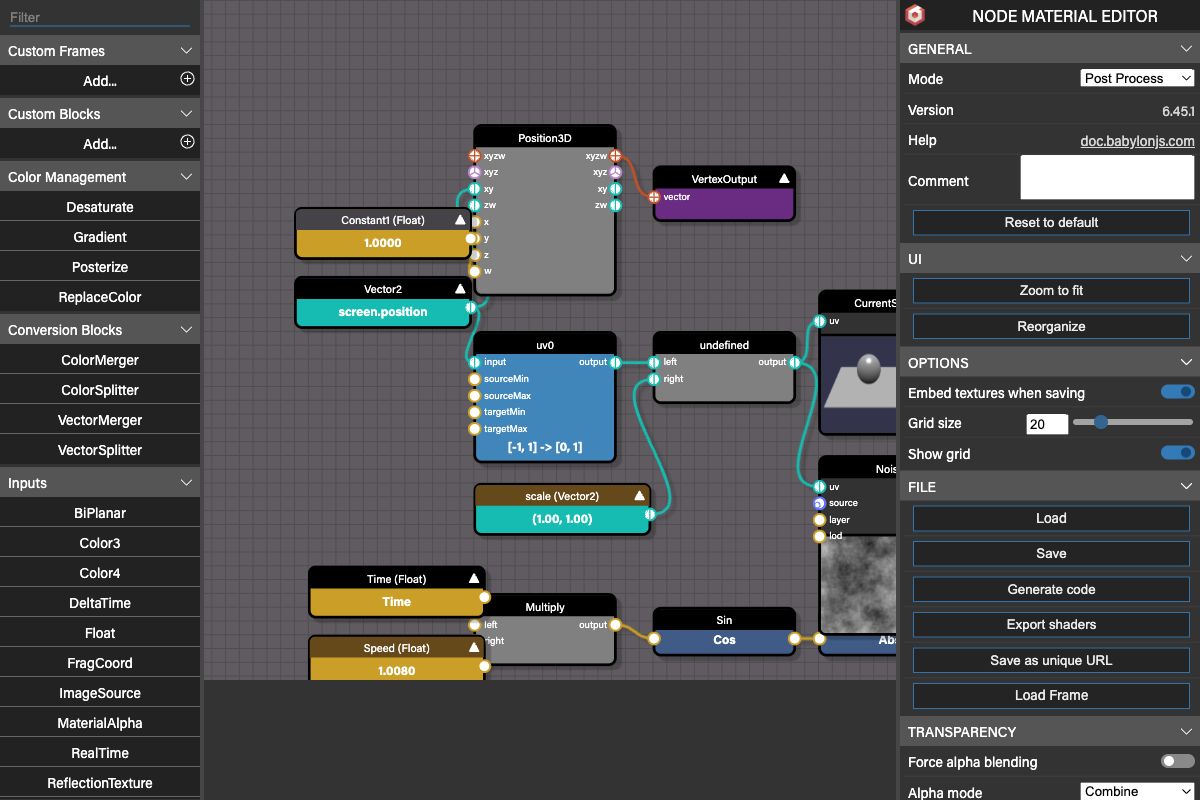 Filter
Custom Frames
Add...
Custom Blocks
Add...
Color Management
Desaturate
Gradient
Posterize
ReplaceColor
Conversion Blocks
ColorMerger
ColorSplitter
VectorMerger
VectorSplitter
Inputs
BiPlanar
Color3
Color4
DeltaTime
Float
FragCoord
ImageSource
MaterialAlpha
RealTime
ReflectionTexture
Position3D
xyzw xyzw
xyz xyz
xy xy
zw zw
x
y
z
w
VertexOutput
vector
Constant1 (Float)
1.0000
Vector2
screen.position
uv0
input output
sourceMin
sourceMax
targetMin
targetMax
[-1, 1] -> [0, 1]
undefined
left output
right
scale (Vector2)
(1.00, 1.00)
CurrentS
uv
Nois
uv
source
layer
lod
Time (Float)
Time
Speed (Float)
1.0080
Multiply
left output
right
Sin
Cos
Abs
NODE MATERIAL EDITOR
GENERAL
Mode Post Process
Version 6.45.1
Help doc.babylonjs.com
Comment
Reset to default
UI
Zoom to fit
Reorganize
OPTIONS
Embed textures when saving
Grid size 20
Show grid
FILE
Load
Save
Generate code
Export shaders
Save as unique URL
Load Frame
TRANSPARENCY
Force alpha blending
Alpha mode Combine